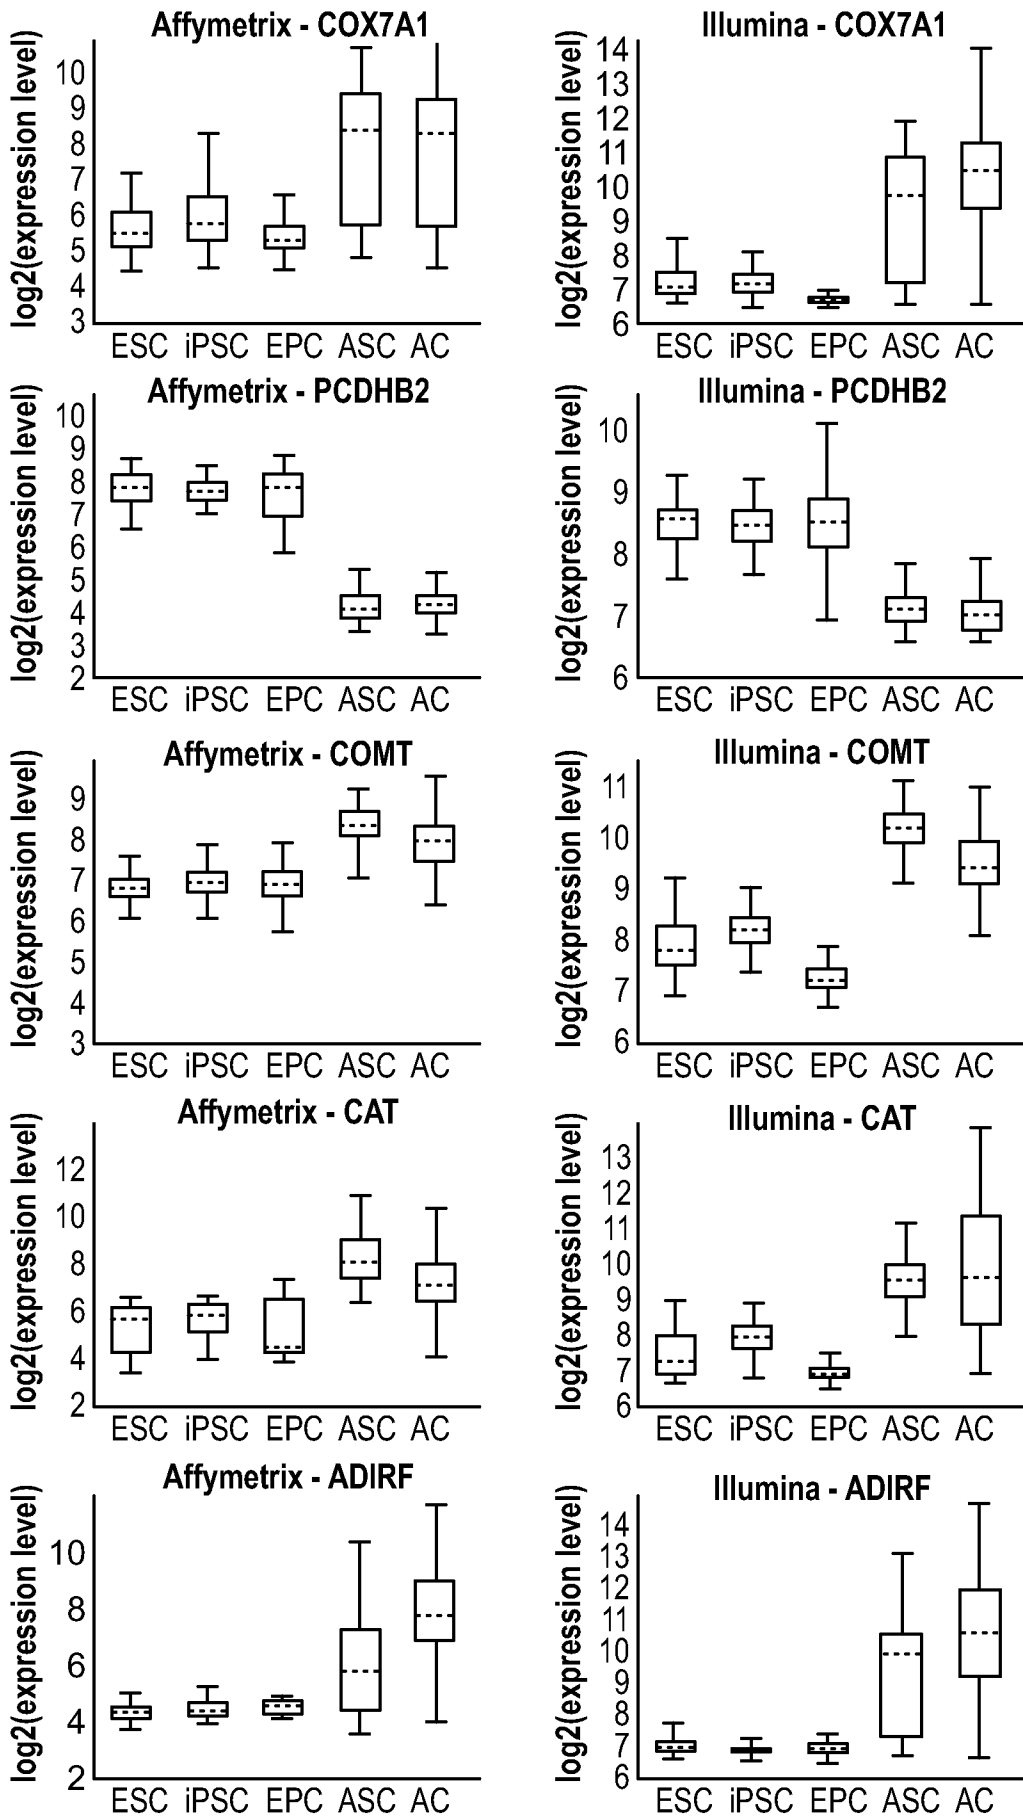 Affymetrix - COX7A1
log2(expression level)
10
9
8
7
6
5
4
3
ESC iPSC EPC ASC AC
Illumina - COX7A1
log2(expression level)
14
13
12
11
10
9
8
7
6
ESC iPSC EPC ASC AC
Affymetrix - PCDHB2
log2(expression level)
10
9
8
7
6
5
4
3
2
ESC iPSC EPC ASC AC
Illumina - PCDHB2
log2(expression level)
10
9
8
7
6
ESC iPSC EPC ASC AC
Affymetrix - COMT
log2(expression level)
9
8
7
6
5
4
3
ESC iPSC EPC ASC AC
Illumina - COMT
log2(expression level)
11
10
9
8
7
6
ESC iPSC EPC ASC AC
Affymetrix - CAT
log2(expression level)
12
10
8
6
4
2
ESC iPSC EPC ASC AC
Illumina - CAT
log2(expression level)
13
12
11
10
9
8
7
6
ESC iPSC EPC ASC AC
Affymetrix - ADIRF
log2(expression level)
10
8
6
4
2
ESC iPSC EPC ASC AC
Illumina - ADIRF
log2(expression level)
14
13
12
11
10
9
8
7
6
ESC iPSC EPC ASC AC